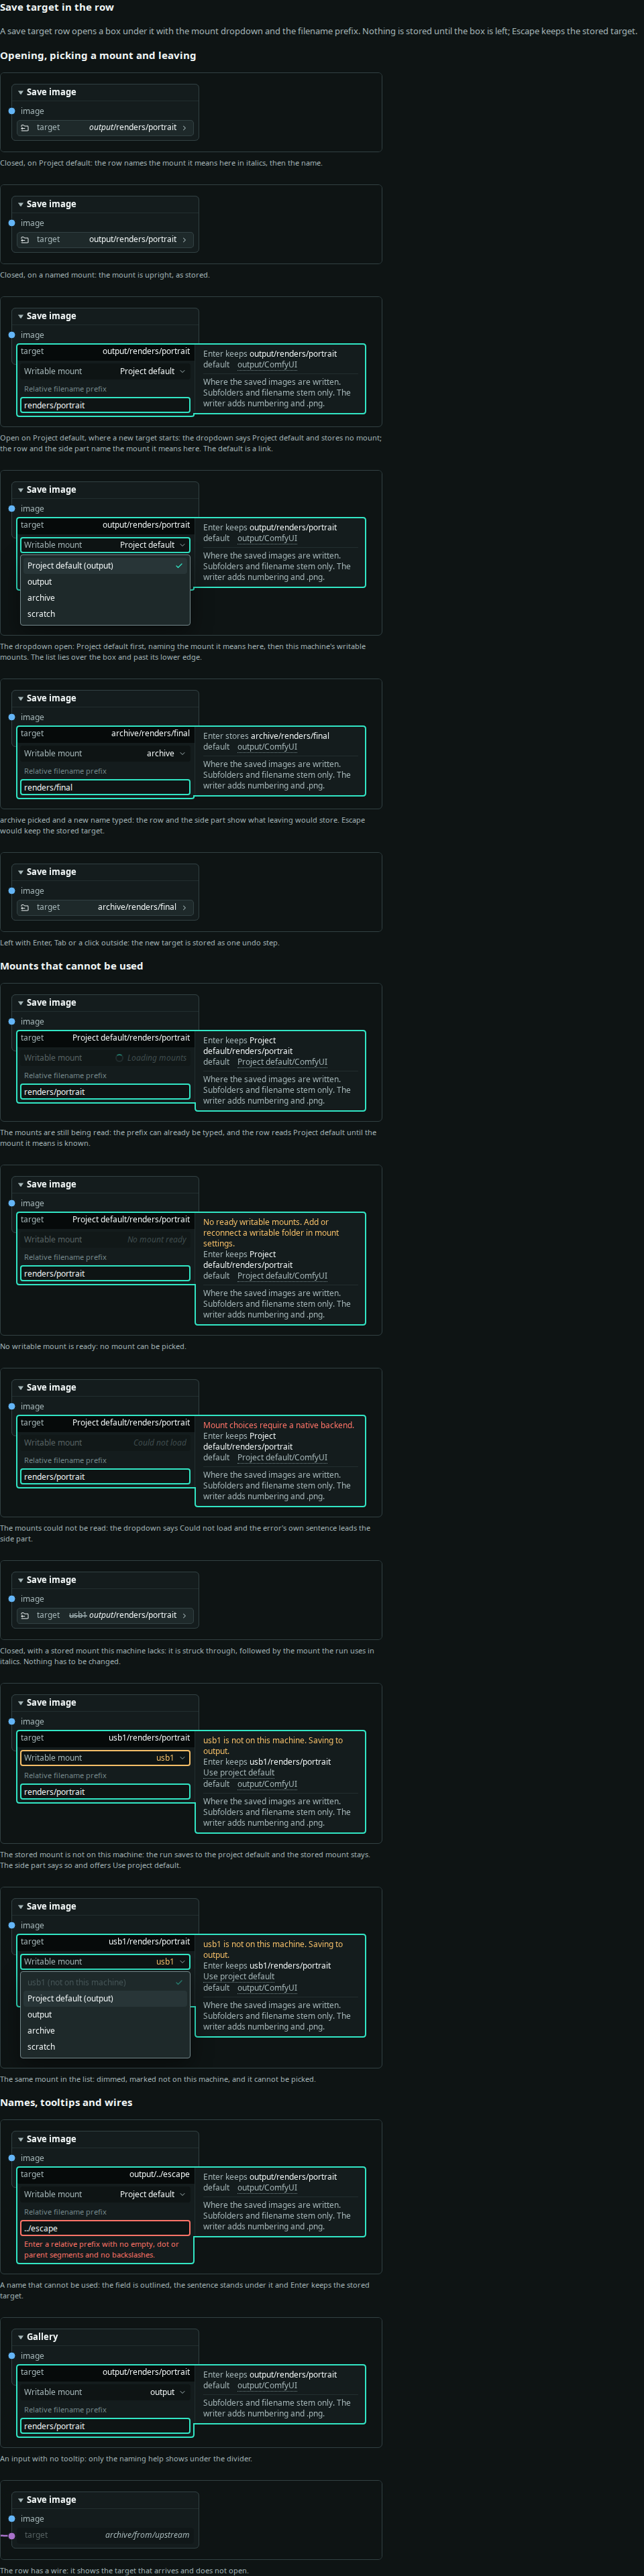 Save target in the row
A save target row opens a box under it with the mount dropdown and the filename prefix. Nothing is stored until the box is left; Escape keeps the stored target.
Opening, picking a mount and leaving
Save image
image
target output/renders/portrait
Closed, on Project default: the row names the mount it means here in italics, then the name.
Save image
image
target output/renders/portrait
Closed, on a named mount: the mount is upright, as stored.
Save image
image
target output/renders/portrait
Writable mount Project default
Relative filename prefix
renders/portrait
Enter keeps output/renders/portrait
default output/ComfyUI
Where the saved images are written.
Subfolders and filename stem only. The
writer adds numbering and .png.
Open on Project default, where a new target starts: the dropdown says Project default and stores no mount;
the row and the side part name the mount it means here. The default is a link.
Save image
image
target output/renders/portrait
Writable mount Project default
Project default (output)
output
archive
scratch
Enter keeps output/renders/portrait
default output/ComfyUI
Where the saved images are written.
Subfolders and filename stem only. The
writer adds numbering and .png.
The dropdown open: Project default first, naming the mount it means here, then this machine's writable
mounts. The list lies over the box and past its lower edge.
Save image
image
target archive/renders/final
Writable mount archive
Relative filename prefix
renders/final
Enter stores archive/renders/final
default output/ComfyUI
Where the saved images are written.
Subfolders and filename stem only. The
writer adds numbering and .png.
archive picked and a new name typed: the row and the side part show what leaving would store. Escape
would keep the stored target.
Save image
image
target archive/renders/final
Left with Enter, Tab or a click outside: the new target is stored as one undo step.
Mounts that cannot be used
Save image
image
target Project default/renders/portrait
Writable mount Loading mounts
Relative filename prefix
renders/portrait
Enter keeps Project
default/renders/portrait
default Project default/ComfyUI
Where the saved images are written.
Subfolders and filename stem only. The
writer adds numbering and .png.
The mounts are still being read: the prefix can already be typed, and the row reads Project default until the
mount it means is known.
Save image
image
target Project default/renders/portrait
Writable mount No mount ready
Relative filename prefix
renders/portrait
No ready writable mounts. Add or
reconnect a writable folder in mount
settings.
Enter keeps Project
default/renders/portrait
default Project default/ComfyUI
Where the saved images are written.
Subfolders and filename stem only. The
writer adds numbering and .png.
No writable mount is ready: no mount can be picked.
Save image
image
target Project default/renders/portrait
Writable mount Could not load
Relative filename prefix
renders/portrait
Mount choices require a native backend.
Enter keeps Project
default/renders/portrait
default Project default/ComfyUI
Where the saved images are written.
Subfolders and filename stem only. The
writer adds numbering and .png.
The mounts could not be read: the dropdown says Could not load and the error's own sentence leads the
side part.
Save image
image
target usb1 output/renders/portrait
Closed, with a stored mount this machine lacks: it is struck through, followed by the mount the run uses in
italics. Nothing has to be changed.
Save image
image
target usb1/renders/portrait
Writable mount usb1
Relative filename prefix
renders/portrait
usb1 is not on this machine. Saving to
output.
Enter keeps usb1/renders/portrait
Use project default
default output/ComfyUI
Where the saved images are written.
Subfolders and filename stem only. The
writer adds numbering and .png.
The stored mount is not on this machine: the run saves to the project default and the stored mount stays.
The side part says so and offers Use project default.
Save image
image
target usb1/renders/portrait
Writable mount usb1
usb1 (not on this machine)
Project default (output)
output
archive
scratch
usb1 is not on this machine. Saving to
output.
Enter keeps usb1/renders/portrait
Use project default
default output/ComfyUI
Where the saved images are written.
Subfolders and filename stem only. The
writer adds numbering and .png.
The same mount in the list: dimmed, marked not on this machine, and it cannot be picked.
Names, tooltips and wires
Save image
image
target output/../escape
Writable mount Project default
Relative filename prefix
../escape
Enter a relative prefix with no empty, dot or
parent segments and no backslashes.
Enter keeps output/renders/portrait
default output/ComfyUI
Where the saved images are written.
Subfolders and filename stem only. The
writer adds numbering and .png.
A name that cannot be used: the field is outlined, the sentence stands under it and Enter keeps the stored
target.
Gallery
image
target output/renders/portrait
Writable mount output
Relative filename prefix
renders/portrait
Enter keeps output/renders/portrait
default output/ComfyUI
Subfolders and filename stem only. The
writer adds numbering and .png.
An input with no tooltip: only the naming help shows under the divider.
Save image
image
target archive/from/upstream
The row has a wire: it shows the target that arrives and does not open.